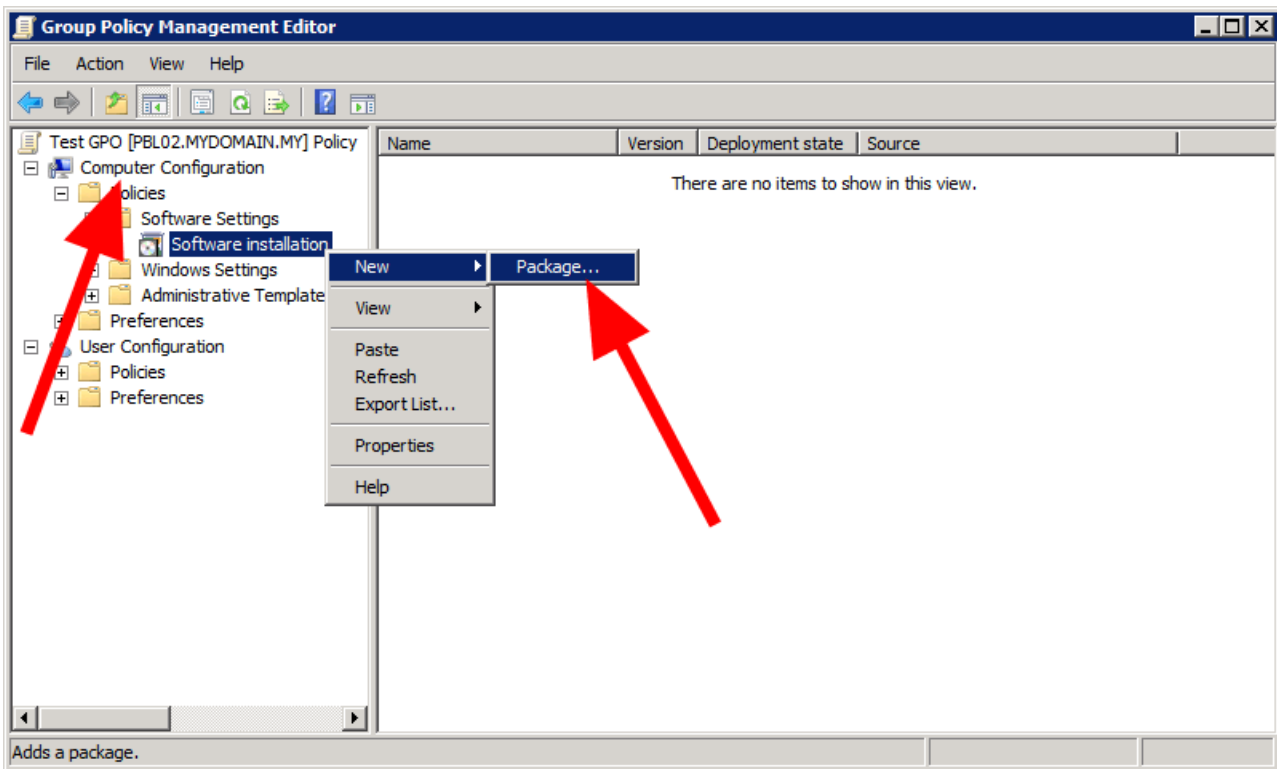 Group Policy Management Editor
File Action View Help
Test GPO [PBL02.MYDOMAIN.MY] Policy
Computer Configuration
Policies
Software Settings
Software installation
Windows Settings
Administrative Template
Preferences
User Configuration
Policies
Preferences
Name Version Deployment state Source
There are no items to show in this view.
New
Package...
View
Paste
Refresh
Export List...
Properties
Help
Adds a package.